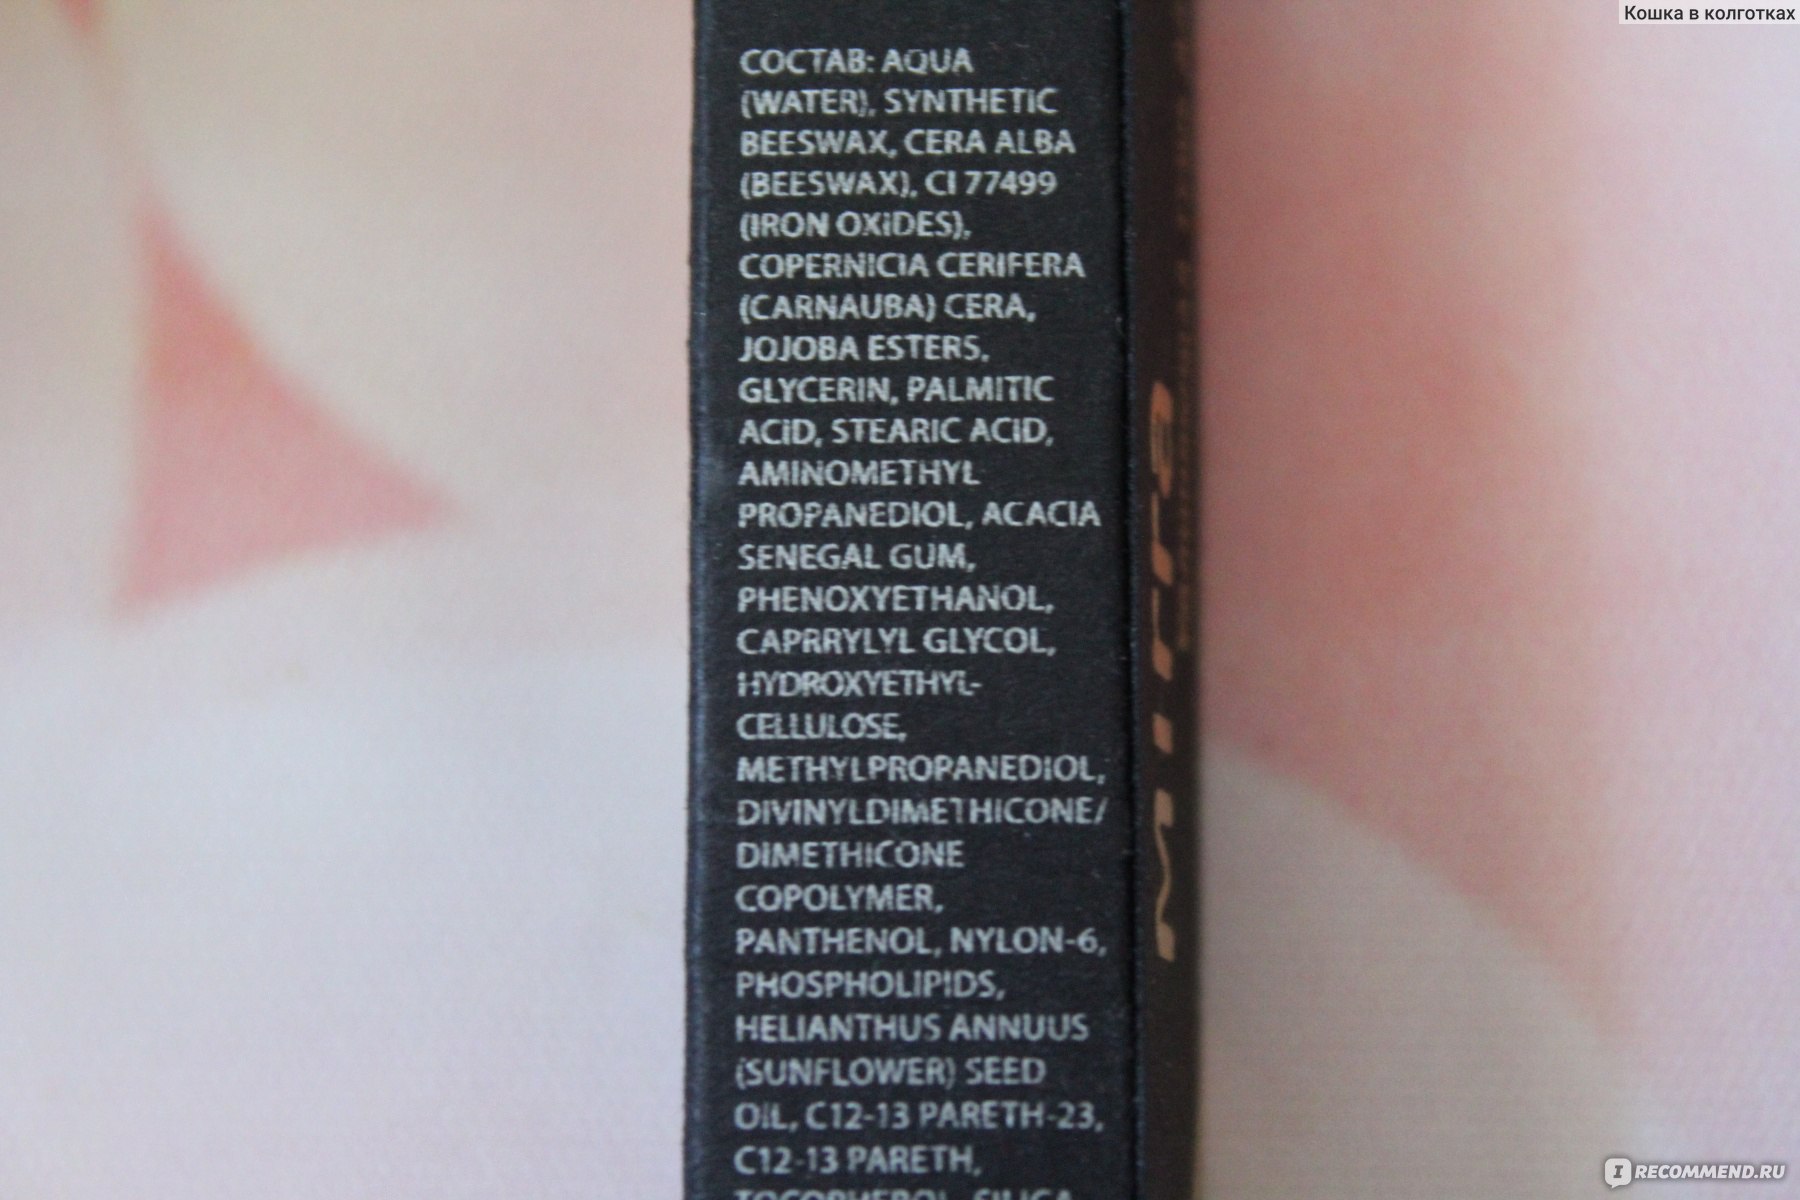 Кошка в колготках
СОСТАВ: AQUA
(WATER), SYNTHETIC
BEESWAX, CERA ALBA
(BEESWAX), CI 77499
(IRON OXIDES),
COPERNICIA CERIFERA
(CARNAUBA) CERA,
JOJOBA ESTERS,
GLYCERIN, PALMITIC
ACID, STEARIC ACID,
AMINOMETHYL
PROPANEDIOL, ACACIA
SENEGAL GUM,
PHENOXYETHANOL,
CAPRRYLYL GLYCOL,
HYDROXYETHYL-
CELLULOSE,
METHYLPROPANEDIOL,
DIVINYLDIMETHICONE/
DIMETHICONE
COPOLYMER,
PANTHENOL, NYLON-6,
PHOSPHOLIPIDS,
HELIANTHUS ANNUUS
(SUNFLOWER) SEED
OIL, C12-13 PARETH-23,
C12-13 PARETH,
TOCOPHEROL, SILICA
mirra
IRECOMMEND.RU